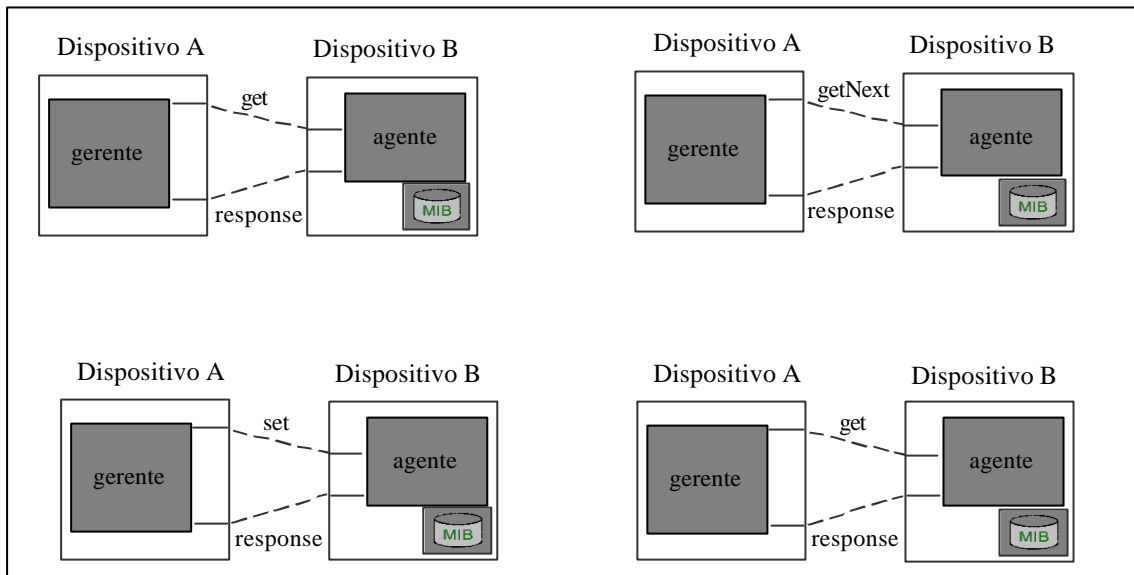 Dispositivo A
Dispositivo B
get
gerente
agente
response
MIB
Dispositivo A
Dispositivo B
getNext
gerente
agente
response
MIB
Dispositivo A
Dispositivo B
set
gerente
agente
response
MIB
Dispositivo A
Dispositivo B
get
gerente
agente
response
MIB